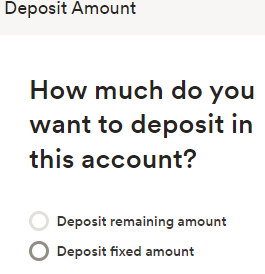 Deposit Amount
How much do you
want to deposit in
this account?
Deposit remaining amount
Deposit fixed amount